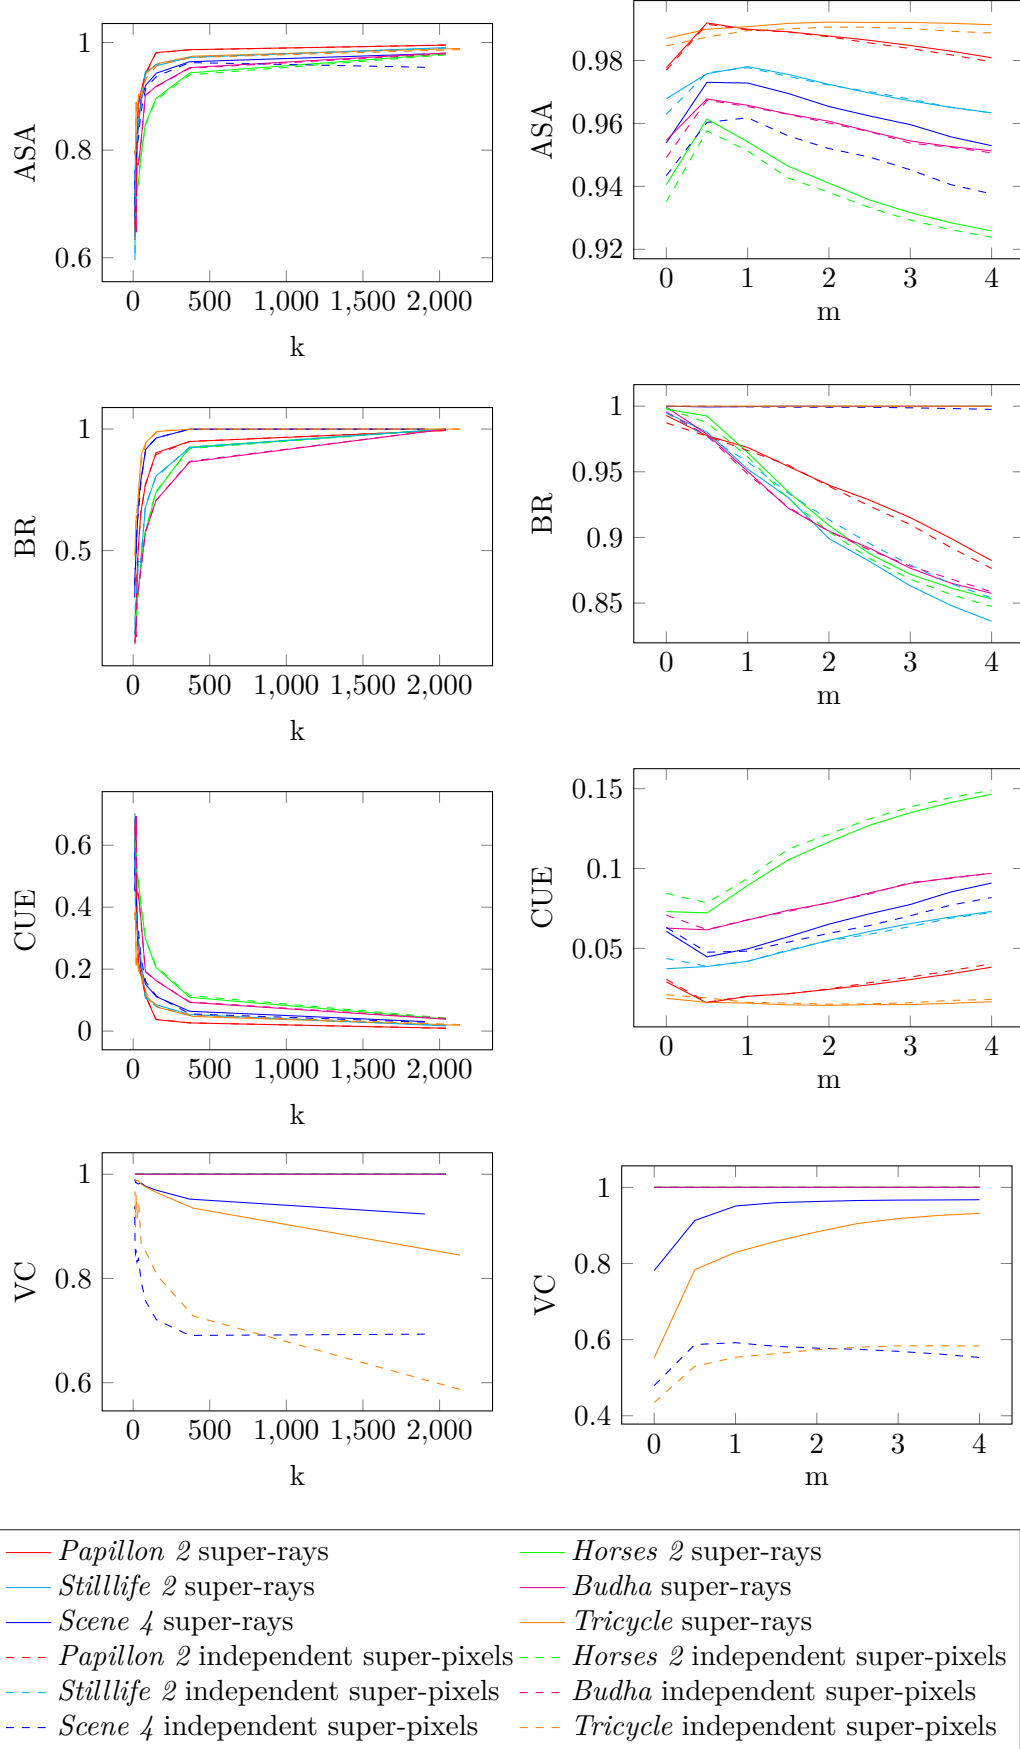 1
0.8
0.6
ASA
0 500 1,000 1,500 2,000
k
0.98
0.96
0.94
0.92
ASA
0 1 2 3 4
m
1
0.5
BR
0 500 1,000 1,500 2,000
k
1
0.95
0.9
0.85
BR
0 1 2 3 4
m
0.6
0.4
0.2
0
CUE
0 500 1,000 1,500 2,000
k
0.15
0.1
0.05
CUE
0 1 2 3 4
m
1
0.8
0.6
VC
0 500 1,000 1,500 2,000
k
1
0.8
0.6
0.4
VC
0 1 2 3 4
m
Papillon 2 super-rays Horses 2 super-rays
Stilllife 2 super-rays Budha super-rays
Scene 4 super-rays Tricycle super-rays
Papillon 2 independent super-pixels Horses 2 independent super-pixels
Stilllife 2 independent super-pixels Budha independent super-pixels
Scene 4 independent super-pixels Tricycle independent super-pixels